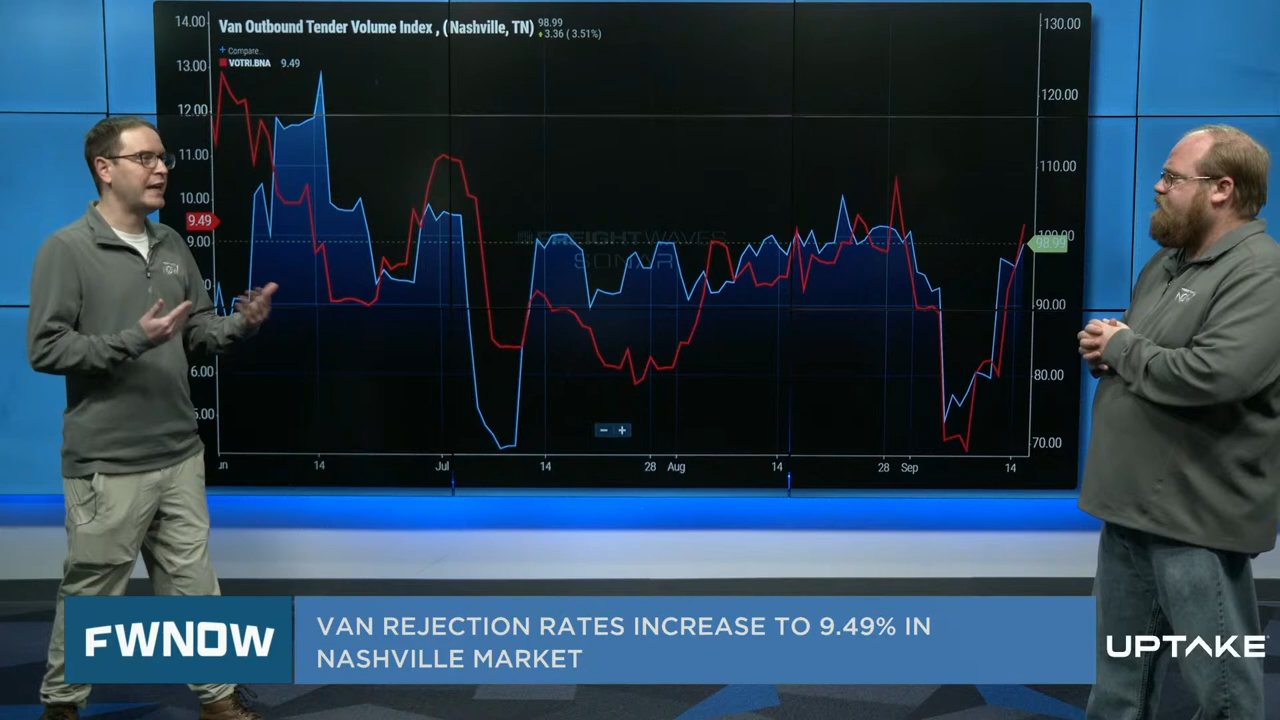 Van Outbound Tender Volume Index , (Nashville, TN)
98.99
3.36 ( 3.51%)
+ Compare..
VOTRI.BNA 9.49
14.00
13.00
12.00
11.00
10.00
9.49
9.00
6.00
5.00
130.00
120.00
110.00
100.00
98.99
90.00
80.00
70.00
FREIGHTWAVES
SONAR
14
Jul
14
28
Aug
14
28
Sep
14
FWNOW
VAN REJECTION RATES INCREASE TO 9.49% IN
NASHVILLE MARKET
UPTAKE